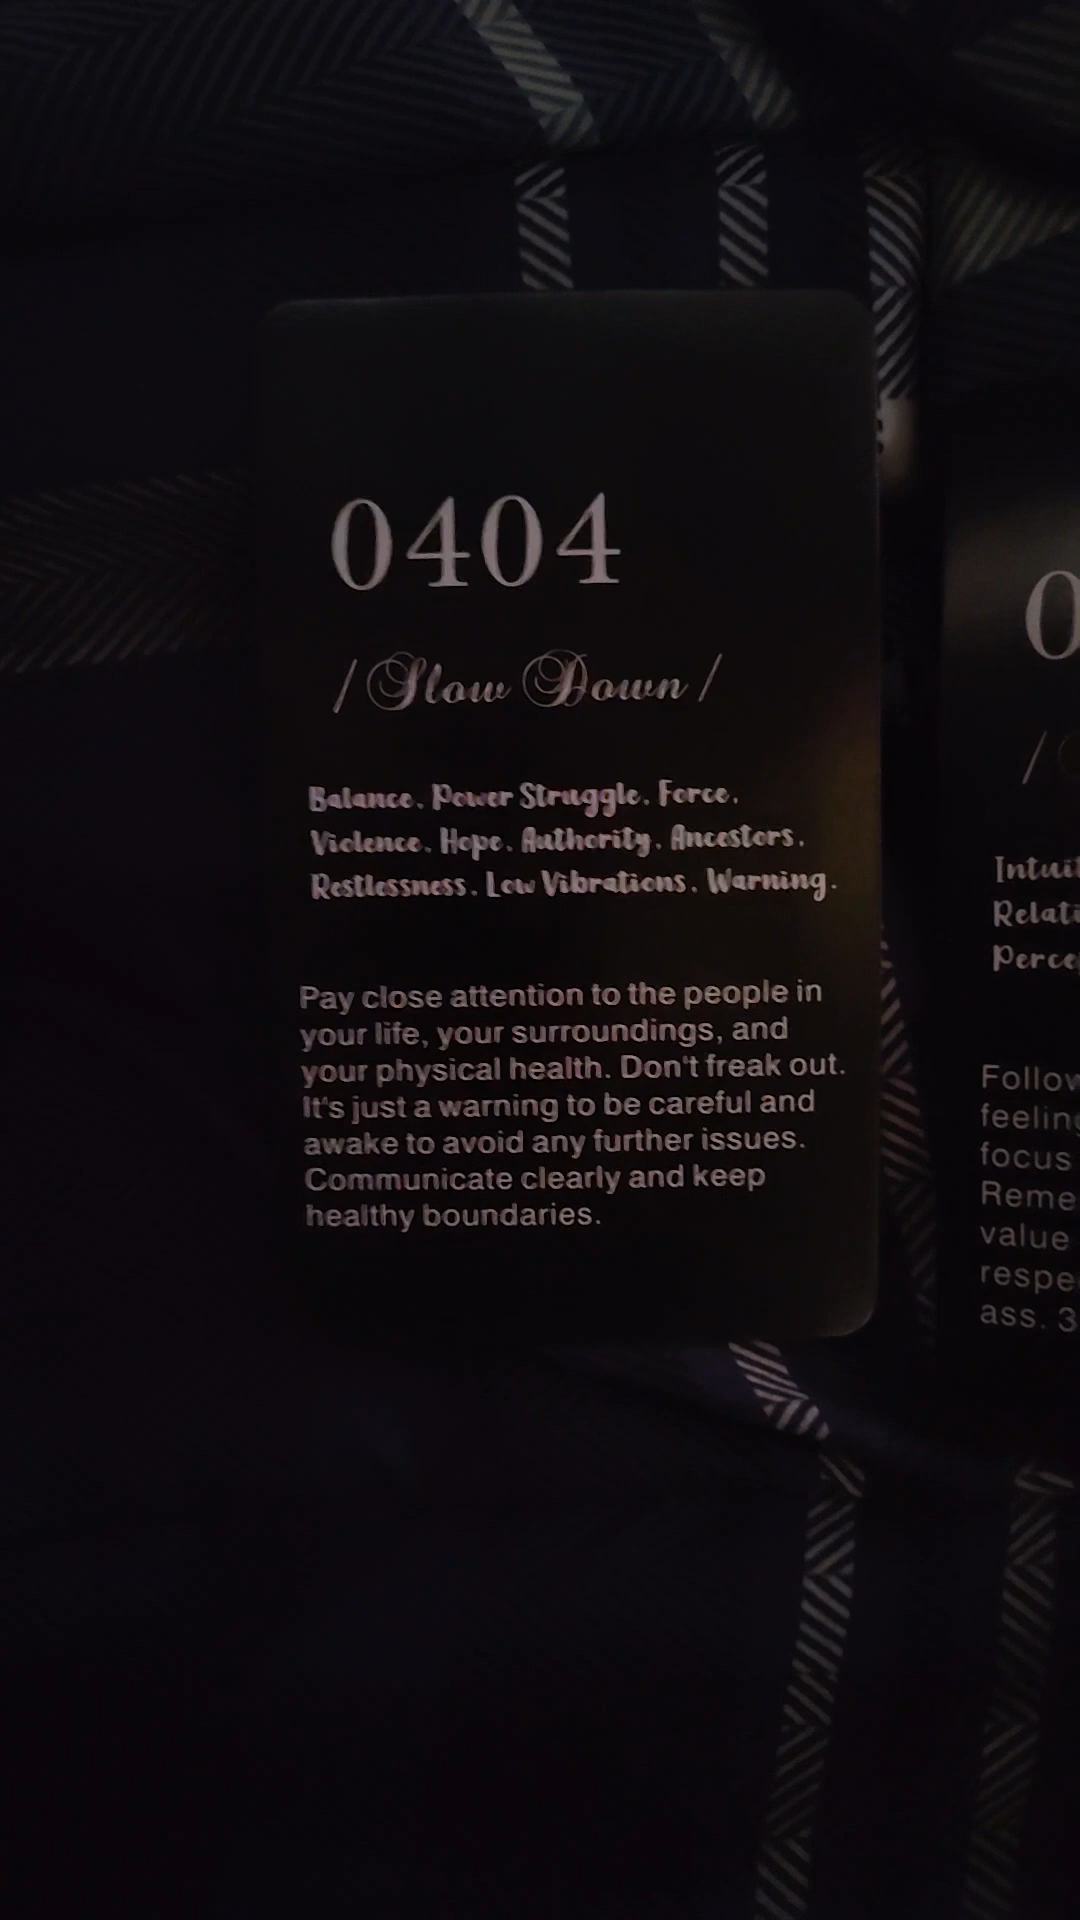 0404
/ Slow Down /
Balance. Power Struggle. Force.
Violence. Hope. Authority. Ancestors.
Restlessness. Low Vibrations. Warning.
Pay close attention to the people in
your life, your surroundings, and
your physical health. Don't freak out.
It's just a warning to be careful and
awake to avoid any further issues.
Communicate clearly and keep
healthy boundaries.
0
/
Follow
feeling
focus
Reme
value
respe
ass. 3